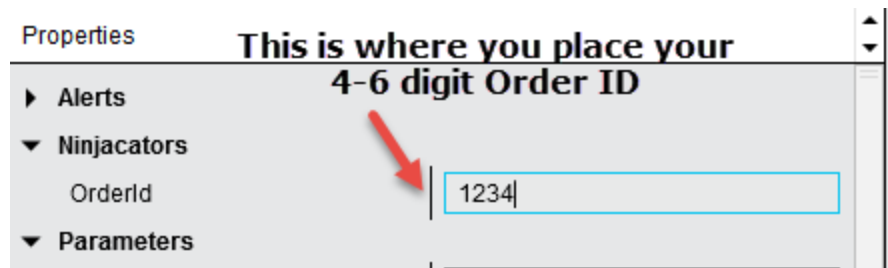 Properties
This is where you place your
4-6 digit Order ID
Alerts
Ninjacators
OrderId 1234
Parameters